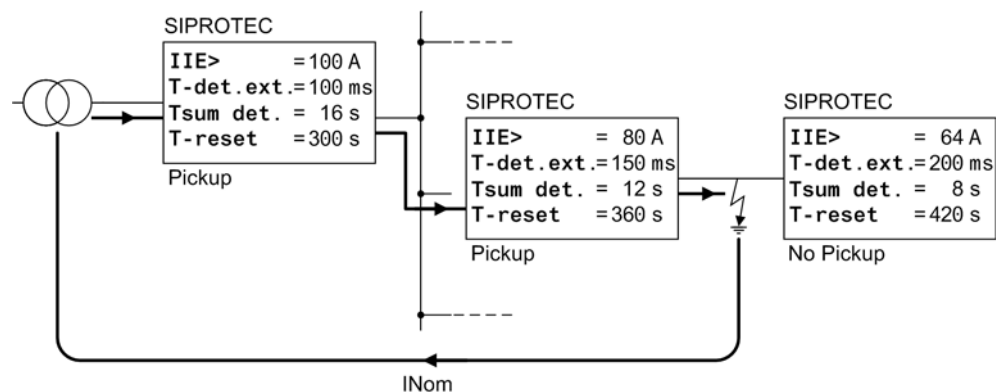 SIPROTEC
IIE> =100 A
T-det.ext.=100 ms
Tsum det. = 16 s
T-reset =300 s
Pickup
SIPROTEC
IIE> = 80 A
T-det.ext.=150 ms
Tsum det. = 12 s
T-reset =360 s
Pickup
SIPROTEC
IIE> = 64 A
T-det.ext.=200 ms
Tsum det. = 8 s
T-reset =420 s
No Pickup
INom